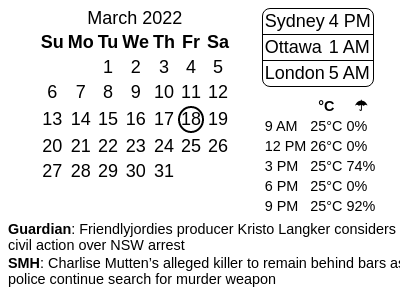 March 2022
Su Mo Tu We Th Fr Sa
1 2 3 4 5
6 7 8 9 10 11 12
13 14 15 16 17 18 19
20 21 22 23 24 25 26
27 28 29 30 31
Sydney 4 PM
Ottawa 1 AM
London 5 AM
°C ☂
9 AM 25°C 0%
12 PM 26°C 0%
3 PM 25°C 74%
6 PM 25°C 0%
9 PM 25°C 92%
Guardian: Friendlyjordies producer Kristo Langker considers
civil action over NSW arrest
SMH: Charlise Mutten’s alleged killer to remain behind bars as
police continue search for murder weapon